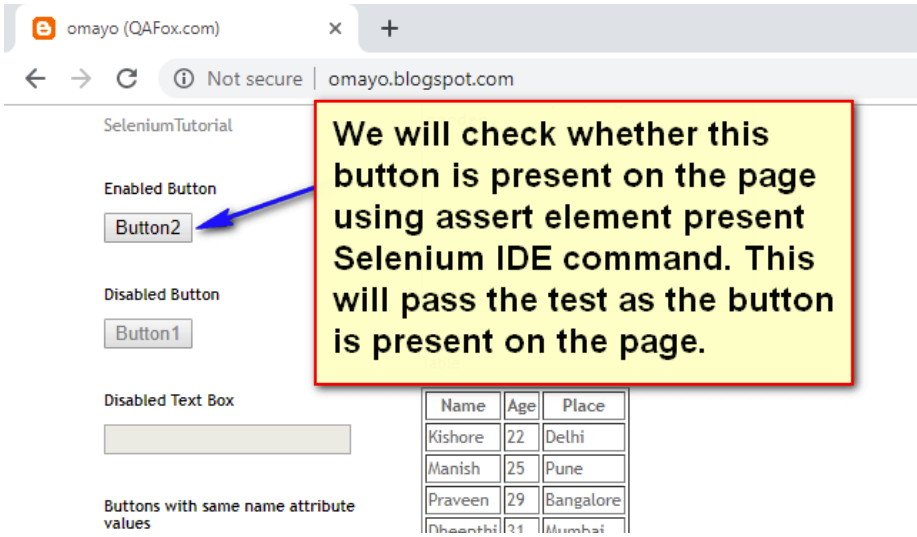 omayo (QAFox.com)
Not secure | omayo.blogspot.com
SeleniumTutorial
Enabled Button
Button2
We will check whether this
button is present on the page
using assert element present
Selenium IDE command. This
will pass the test as the button
is present on the page.
Disabled Button
Button1
Disabled Text Box
Buttons with same name attribute
values
Name Age Place
Kishore 22 Delhi
Manish 25 Pune
Praveen 29 Bangalore
Dheepthi 31 Mumbai